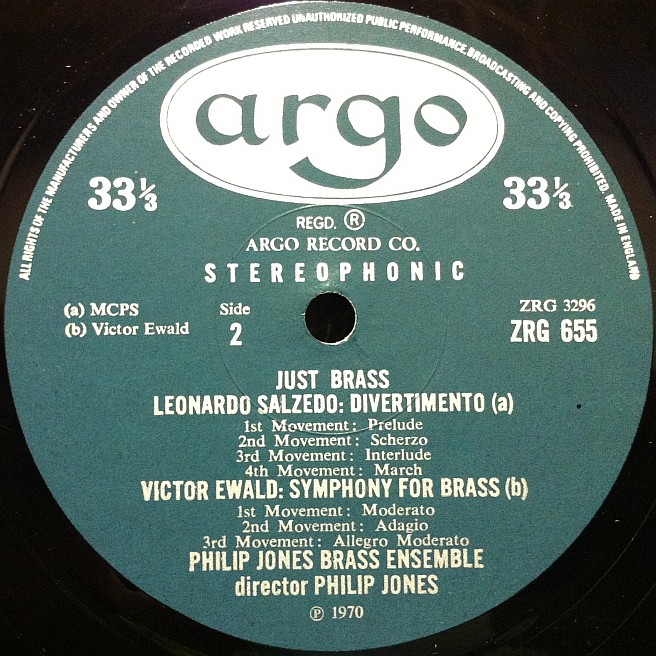 ALL RIGHTS OF THE MANUFACTURERS AND OWNER OF THE RECORDED WORK RESERVED UNAUTHORIZED PUBLIC PERFORMANCE, BROADCASTING AND COPYING PROHIBITED. MADE IN ENGLAND
argo
33⅓ 33⅓
REGD. Ⓡ
ARGO RECORD CO.
STEREOPHONIC
(a) MCPS Side ZRG 3296
(b) Victor Ewald 2 ZRG 655
JUST BRASS
LEONARDO SALZEDO: DIVERTIMENTO (a)
1st Movement: Prelude
2nd Movement: Scherzo
3rd Movement: Interlude
4th Movement: March
VICTOR EWALD: SYMPHONY FOR BRASS (b)
1st Movement: Moderato
2nd Movement: Adagio
3rd Movement: Allegro Moderato
PHILIP JONES BRASS ENSEMBLE
director PHILIP JONES
℗ 1970